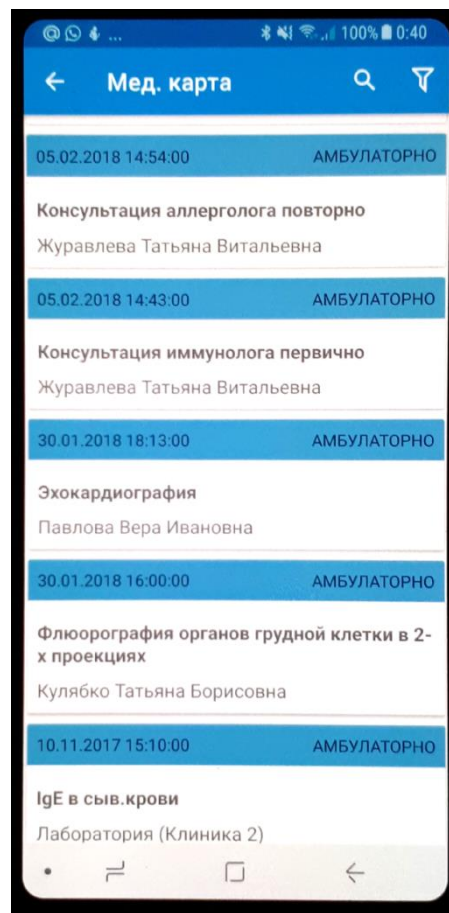 ... 100% 0:40
Мед. карта
05.02.2018 14:54:00 АМБУЛАТОРНО
Консультация аллерголога повторно
Журавлева Татьяна Витальевна
05.02.2018 14:43:00 АМБУЛАТОРНО
Консультация иммунолога первично
Журавлева Татьяна Витальевна
30.01.2018 18:13:00 АМБУЛАТОРНО
Эхокардиография
Павлова Вера Ивановна
30.01.2018 16:00:00 АМБУЛАТОРНО
Флюорография органов грудной клетки в 2-
х проекциях
Кулябко Татьяна Борисовна
10.11.2017 15:10:00 АМБУЛАТОРНО
IgE в сыв.крови
Лаборатория (Клиника 2)